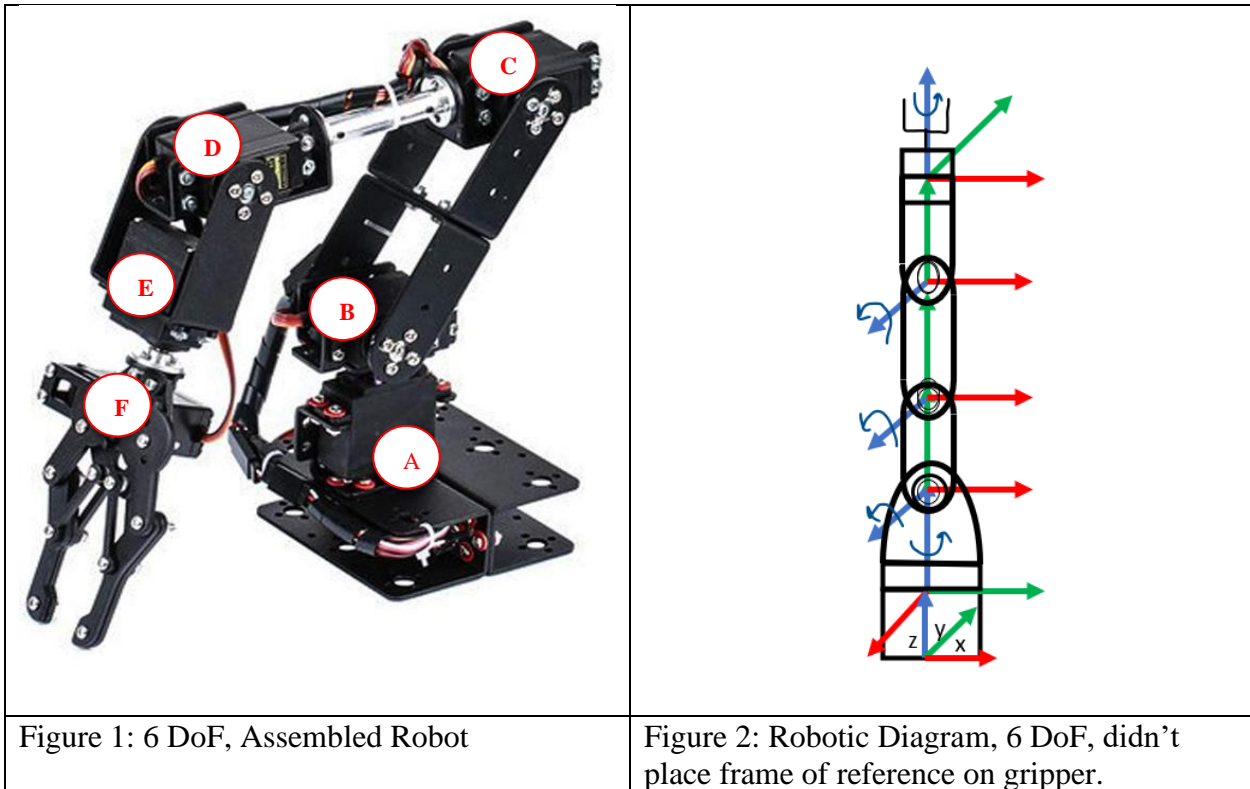 C
D
E
B
F
A
z
y
x
Figure 1: 6 DoF, Assembled Robot
Figure 2: Robotic Diagram, 6 DoF, didn’t
place frame of reference on gripper.